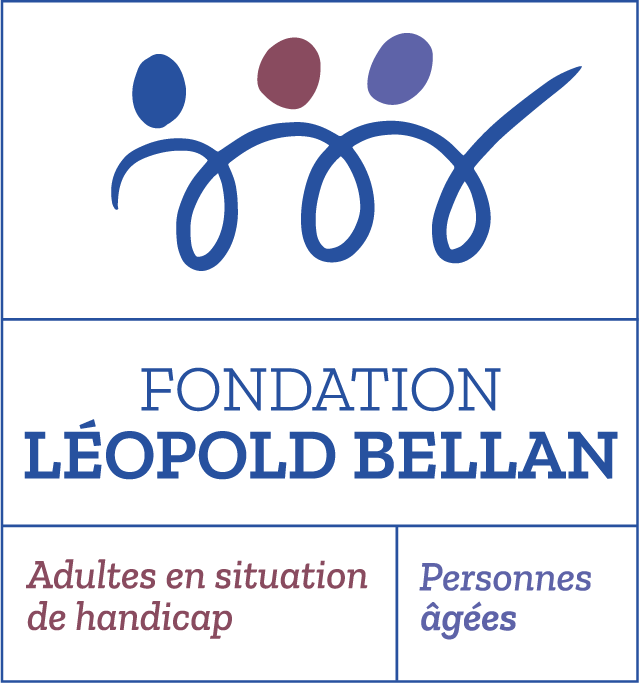 FONDATION
LÉOPOLD BELLAN
Adultes en situation
de handicap
Personnes
âgées